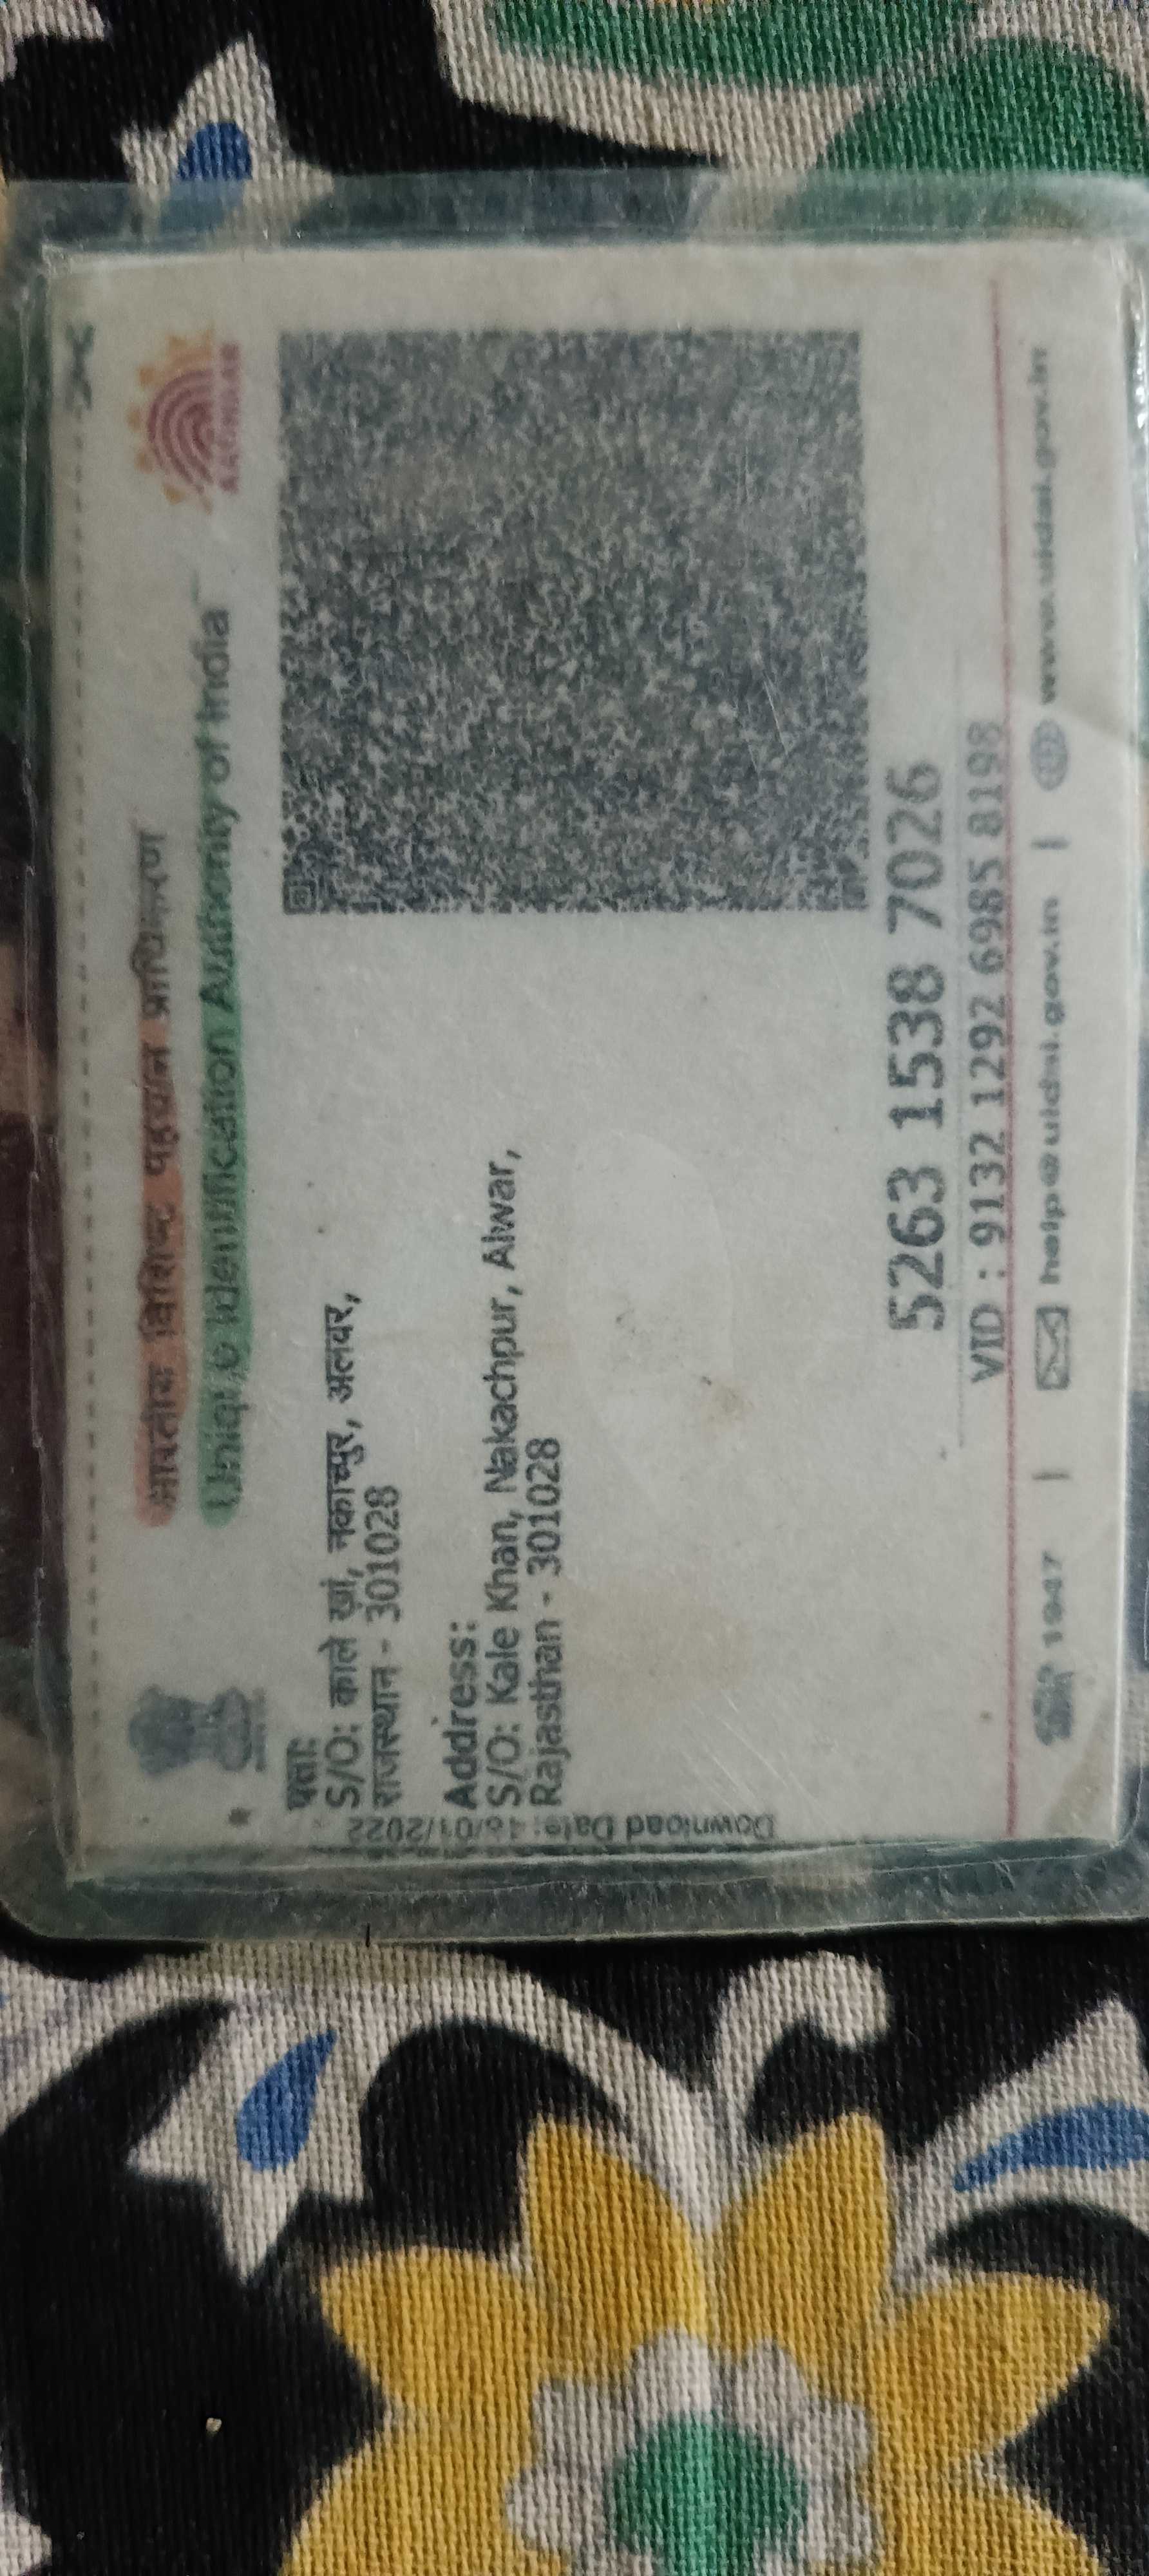 भारतीय विशिष्ट पहचान प्राधिकरण
Unique Identification Authority of India
AADHAAR
पता:
S/O: काले खां, नकाच्पुर, अलवर,
राजस्थान - 301028
Address:
S/O: Kale Khan, Nakachpur, Alwar,
Rajasthan - 301028
Download Date: 16/01/2022
5263 1538 7026
VID : 9132 1292 6985 8198
1947 | help@uidai.gov.in | www.uidai.gov.in